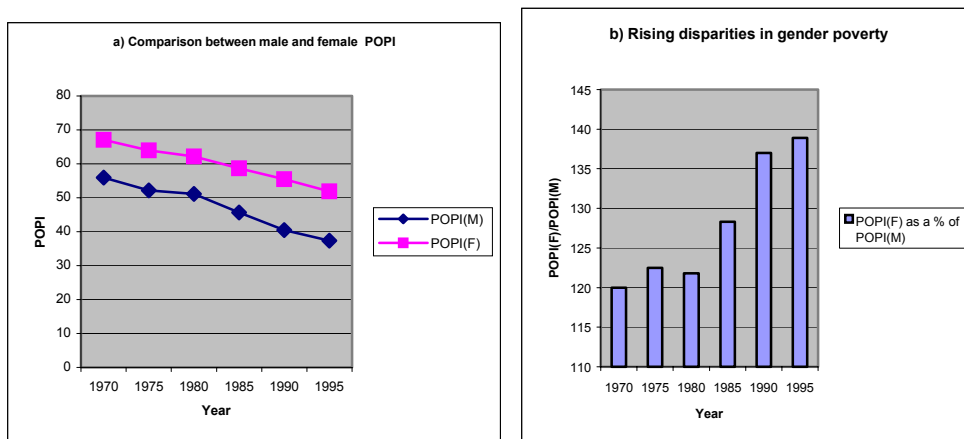 a) Comparison between male and female POPI
80
70
60
50
40
30
20
10
0
POPI
1970 1975 1980 1985 1990 1995
Year
POPI(M)
POPI(F)
b) Rising disparities in gender poverty
145
140
135
130
125
120
115
110
POPI(F)/POPI(M)
1970 1975 1980 1985 1990 1995
Year
POPI(F) as a % of
POPI(M)